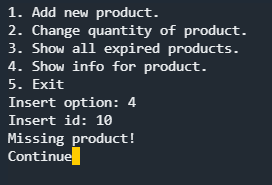 1. Add new product.
2. Change quantity of product.
3. Show all expired products.
4. Show info for product.
5. Exit
Insert option: 4
Insert id: 10
Missing product!
Continue